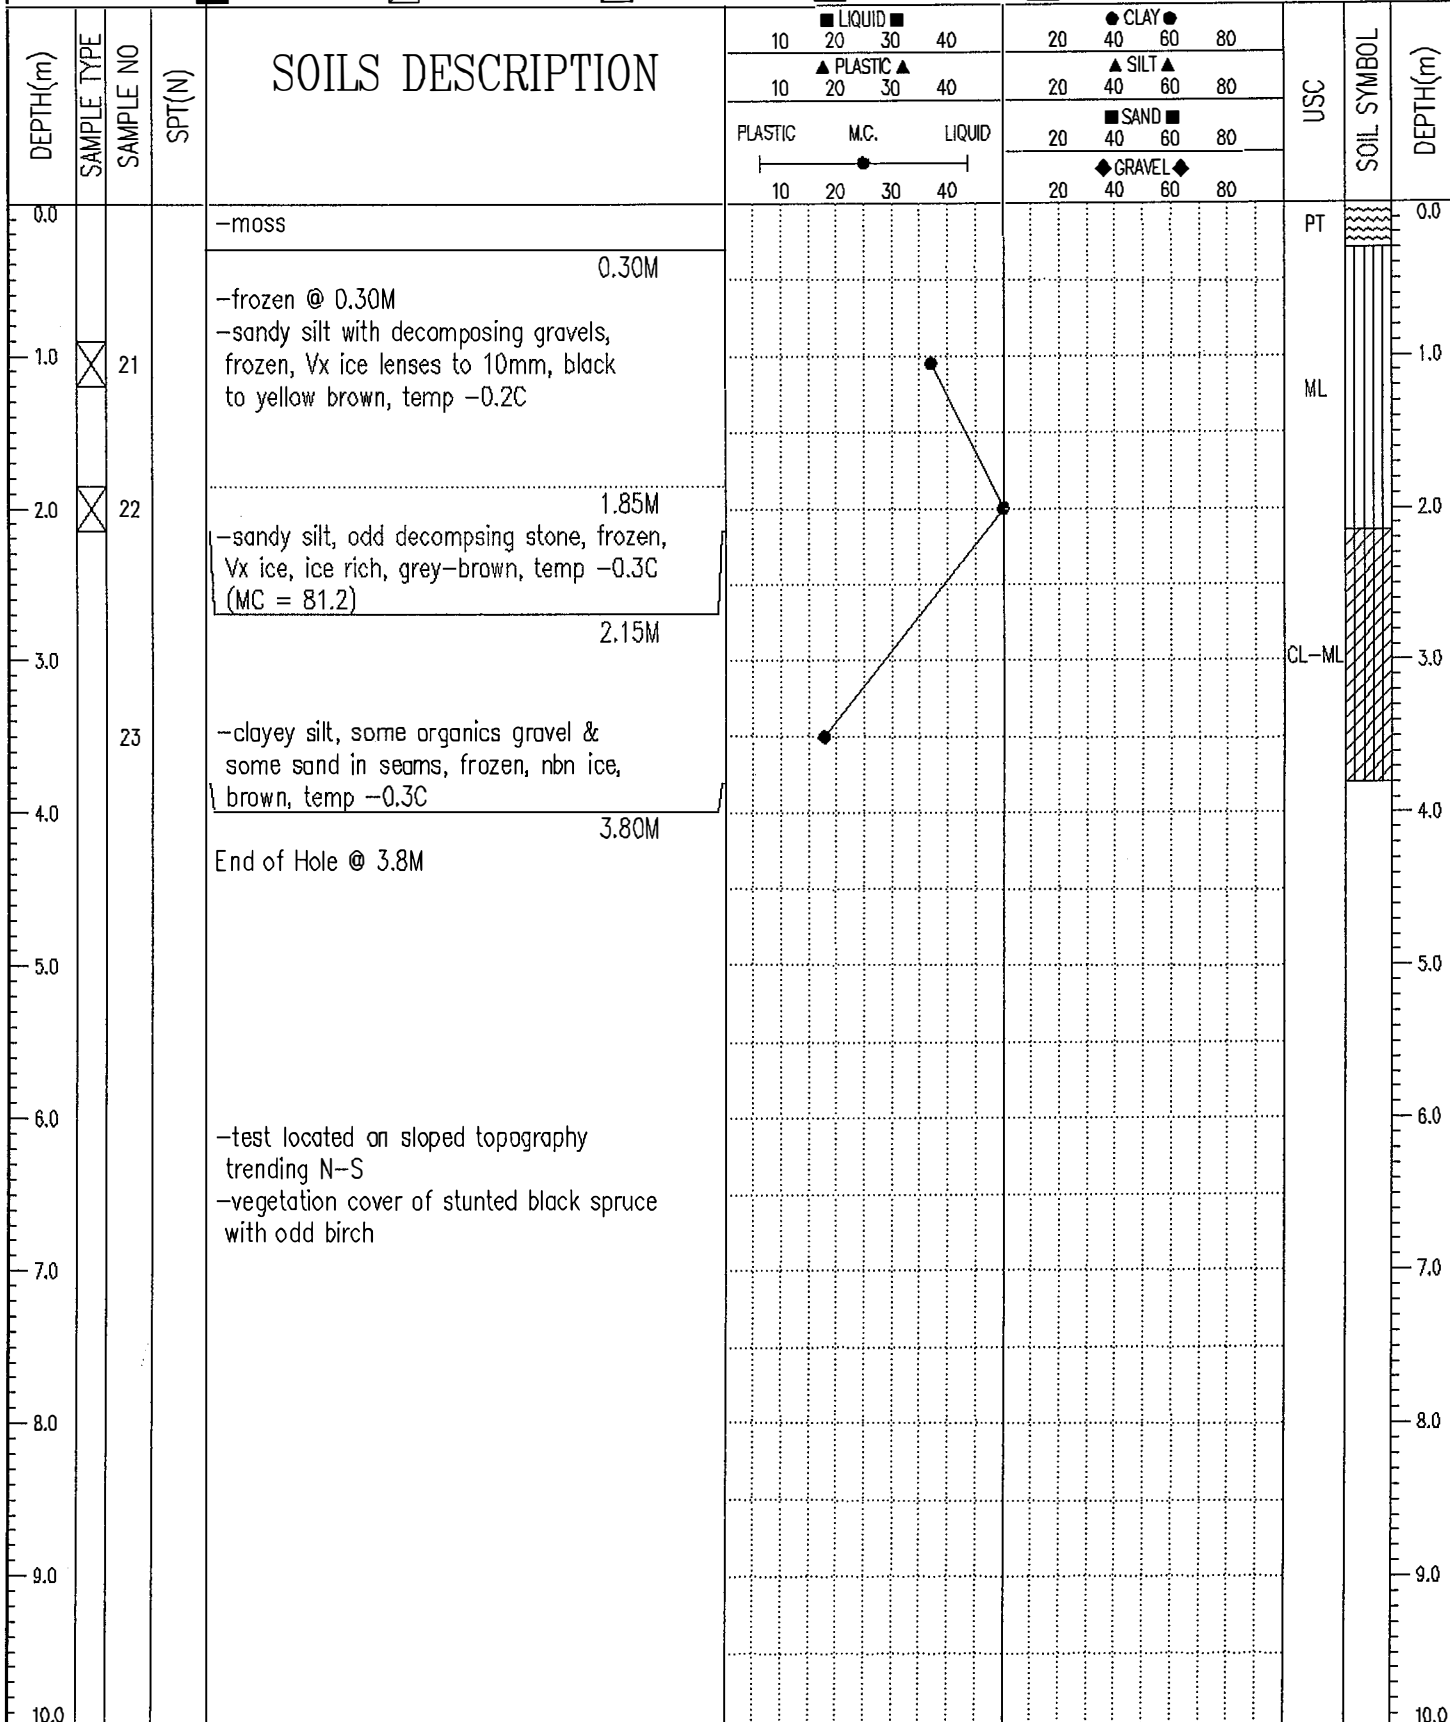 DEPTH(m)
SAMPLE TYPE
SAMPLE NO
SPT(N)
SOILS DESCRIPTION
■ LIQUID ■
10 20 30 40
▲ PLASTIC ▲
10 20 30 40
PLASTIC M.C. LIQUID
10 20 30 40
● CLAY ●
20 40 60 80
▲ SILT ▲
20 40 60 80
■ SAND ■
20 40 60 80
◆ GRAVEL ◆
20 40 60 80
USC
SOIL SYMBOL
DEPTH(m)
0.0 -moss PT 0.0
0.30M
-frozen @ 0.30M
-sandy silt with decomposing gravels,
1.0 21 frozen, Vx ice lenses to 10mm, black 1.0
to yellow brown, temp -0.2C ML
1.85M
2.0 22 2.0
-sandy silt, odd decompsing stone, frozen,
Vx ice, ice rich, grey-brown, temp -0.3C
(MC = 81.2)
2.15M
3.0 CL-ML 3.0
23 -clayey silt, some organics gravel &
some sand in seams, frozen, nbn ice,
brown, temp -0.3C
4.0 4.0
3.80M
End of Hole @ 3.8M
5.0 5.0
6.0 6.0
-test located on sloped topography
trending N-S
-vegetation cover of stunted black spruce
with odd birch
7.0 7.0
8.0 8.0
9.0 9.0
10.0 10.0